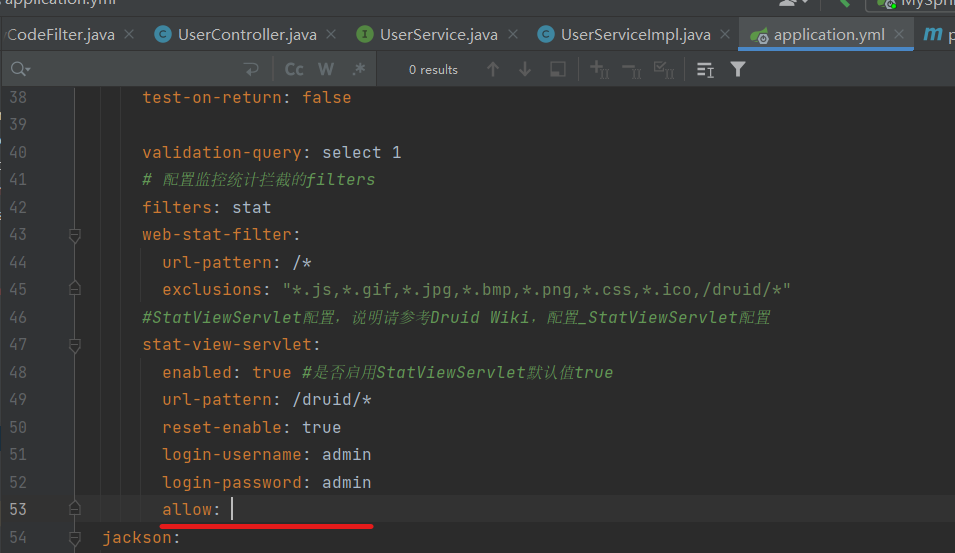 application.yml
MySpri
CodeFilter.java UserController.java UserService.java UserServiceImpl.java application.yml
Cc W .* 0 results
38 test-on-return: false
39
40 validation-query: select 1
41 # 配置监控统计拦截的filters
42 filters: stat
43 web-stat-filter:
44 url-pattern: /*
45 exclusions: "*.js,*.gif,*.jpg,*.bmp,*.png,*.css,*.ico,/druid/*"
46 #StatViewServlet配置，说明请参考Druid Wiki，配置_StatViewServlet配置
47 stat-view-servlet:
48 enabled: true #是否启用StatViewServlet默认值true
49 url-pattern: /druid/*
50 reset-enable: true
51 login-username: admin
52 login-password: admin
53 allow:
54 jackson: